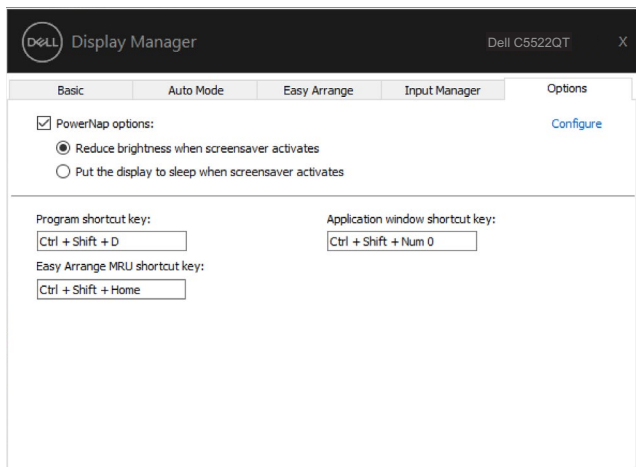 DELL Display Manager Dell C5522QT X
Basic Auto Mode Easy Arrange Input Manager Options
PowerNap options: Configure
Reduce brightness when screensaver activates
Put the display to sleep when screensaver activates
Program shortcut key: Application window shortcut key:
Ctrl + Shift + D Ctrl + Shift + Num 0
Easy Arrange MRU shortcut key:
Ctrl + Shift + Home